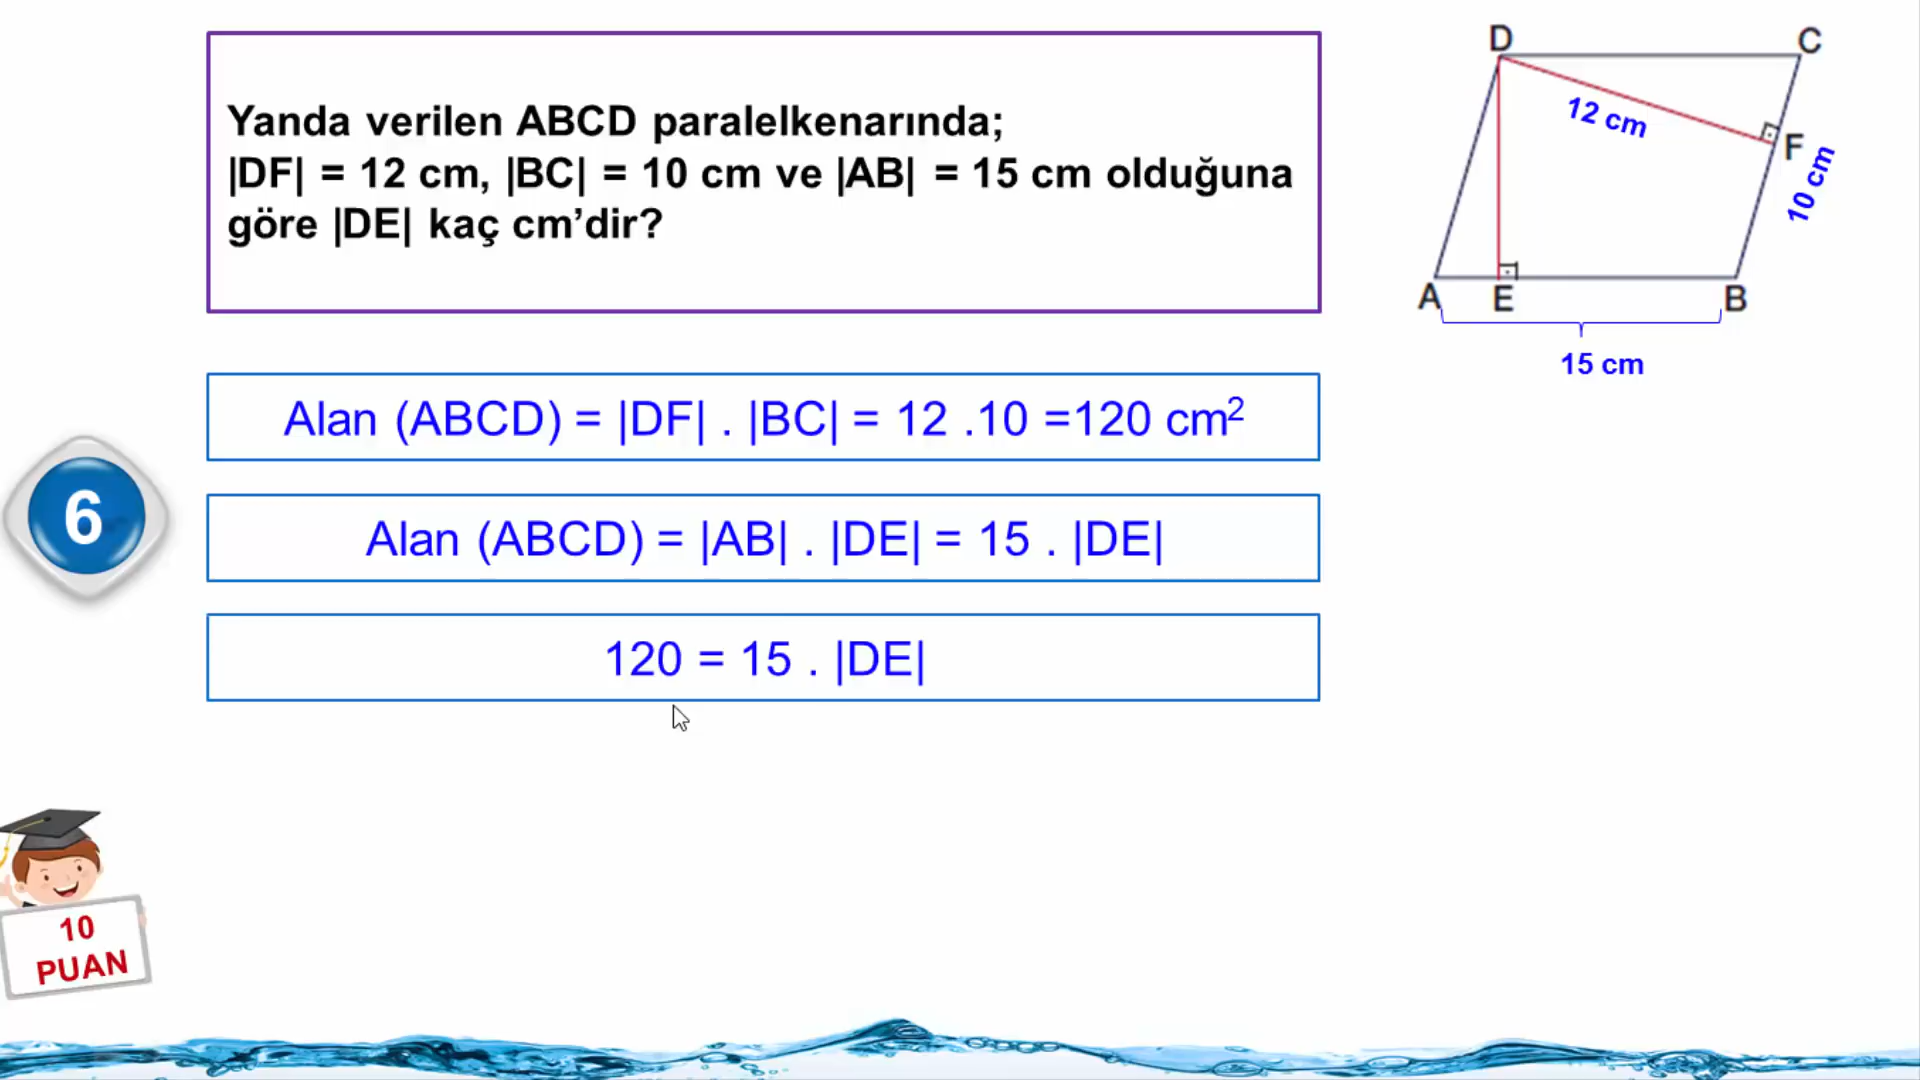 Yanda verilen ABCD paralelkenarında;
|DF| = 12 cm, |BC| = 10 cm ve |AB| = 15 cm olduğuna
göre |DE| kaç cm’dir?
D
C
12 cm
F
10 cm
A
E
B
15 cm
Alan (ABCD) = |DF| . |BC| = 12 .10 =120 cm²
6
Alan (ABCD) = |AB| . |DE| = 15 . |DE|
120 = 15 . |DE|
10
PUAN